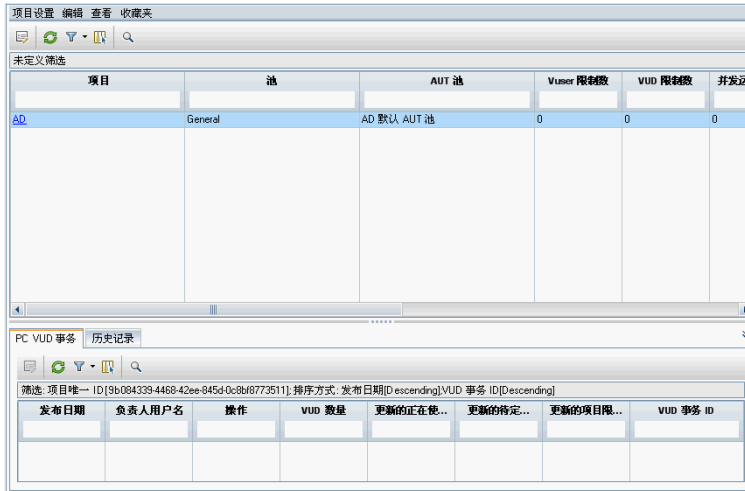 项目设置 编辑 查看 收藏夹
未定义筛选
项目 池 AUT 池 Vuser 限制数 VUD 限制数 并发运
AD General AD 默认 AUT 池 0 0 0
PC VUD 事务 历史记录
筛选: 项目唯一 ID[9b084339-4468-42ee-845d-0c8bf8773511]; 排序方式: 发布日期[Descending];VUD 事务 ID[Descending]
发布日期 负责人用户名 操作 VUD 数量 更新的正在使... 更新的待定... 更新的项目限... VUD 事务 ID